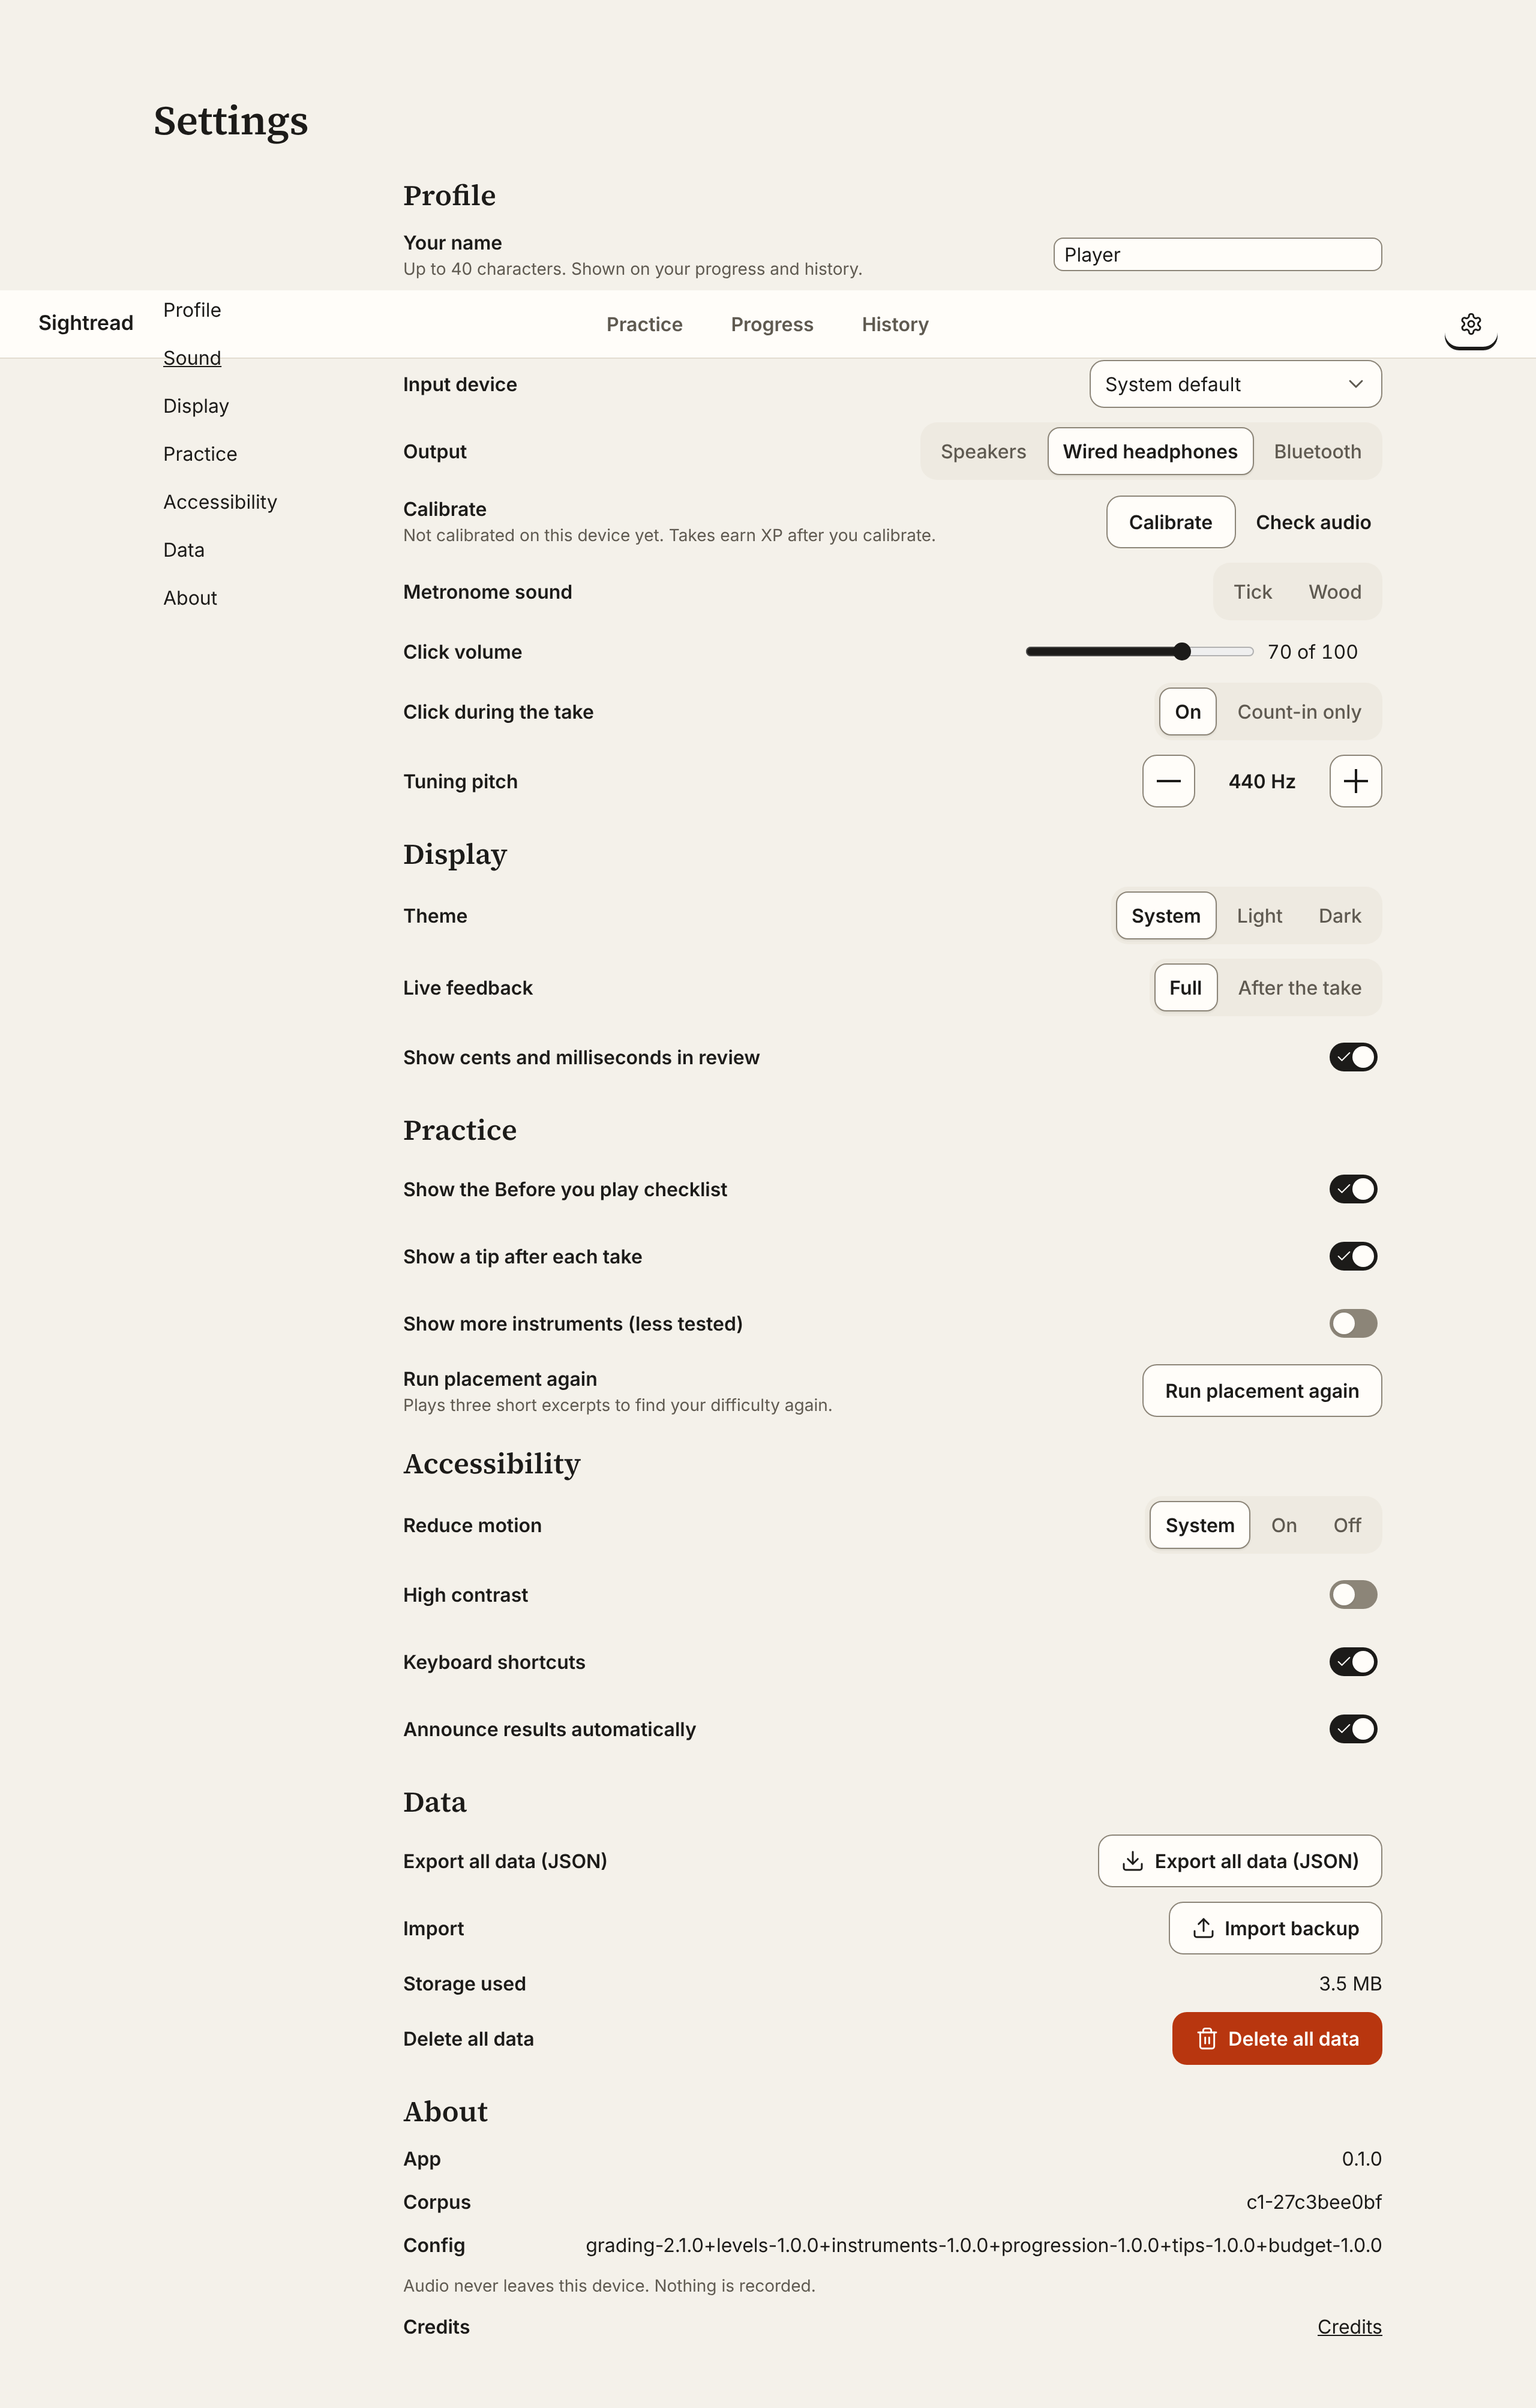 Settings
Profile
Your name
Up to 40 characters. Shown on your progress and history.
Player
Sightread
Practice
Progress
History
Profile
Sound
Display
Practice
Accessibility
Data
About
Input device
System default
Output
Speakers
Wired headphones
Bluetooth
Calibrate
Not calibrated on this device yet. Takes earn XP after you calibrate.
Calibrate
Check audio
Metronome sound
Tick
Wood
Click volume
70 of 100
Click during the take
On
Count-in only
Tuning pitch
440 Hz
Display
Theme
System
Light
Dark
Live feedback
Full
After the take
Show cents and milliseconds in review
Practice
Show the Before you play checklist
Show a tip after each take
Show more instruments (less tested)
Run placement again
Plays three short excerpts to find your difficulty again.
Run placement again
Accessibility
Reduce motion
System
On
Off
High contrast
Keyboard shortcuts
Announce results automatically
Data
Export all data (JSON)
Export all data (JSON)
Import
Import backup
Storage used
3.5 MB
Delete all data
Delete all data
About
App
0.1.0
Corpus
c1-27c3bee0bf
Config
grading-2.1.0+levels-1.0.0+instruments-1.0.0+progression-1.0.0+tips-1.0.0+budget-1.0.0
Audio never leaves this device. Nothing is recorded.
Credits
Credits